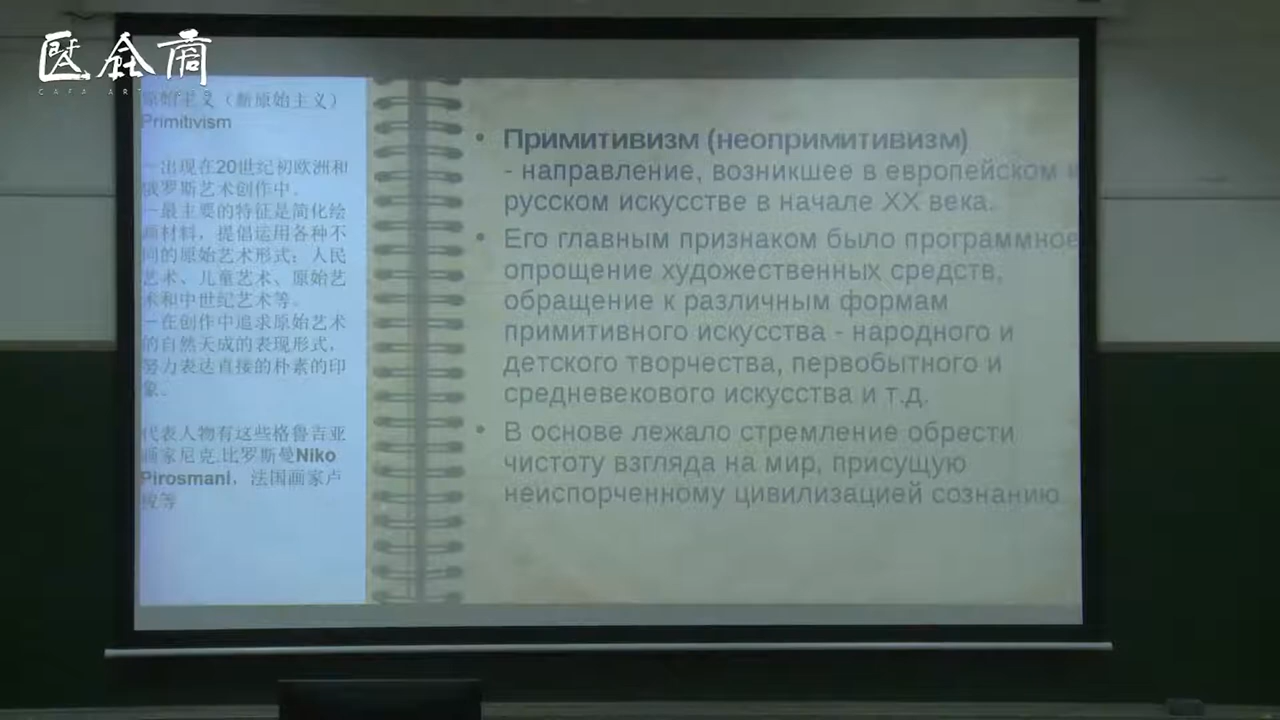 CAFA ART
原始主义（新原始主义）
Primitivism
—出现在20世纪初欧洲和
俄罗斯艺术创作中。
—最主要的特征是简化绘
画材料，提倡运用各种不
同的原始艺术形式：人民
艺术、儿童艺术、原始艺
术和中世纪艺术等。
—在创作中追求原始艺术
的自然天成的表现形式，
努力表达直接的朴素的印
象。
代表人物有这些格鲁吉亚
画家尼克.比罗斯曼Niko
PirosmanI，法国画家卢
梭等
• Примитивизм (неопримитивизм)
- направление, возникшее в европейском и
русском искусстве в начале XX века.
• Его главным признаком было программное
опрощение художественных средств,
обращение к различным формам
примитивного искусства - народного и
детского творчества, первобытного и
средневекового искусства и т.д.
• В основе лежало стремление обрести
чистоту взгляда на мир, присущую
неиспорченному цивилизацией сознанию